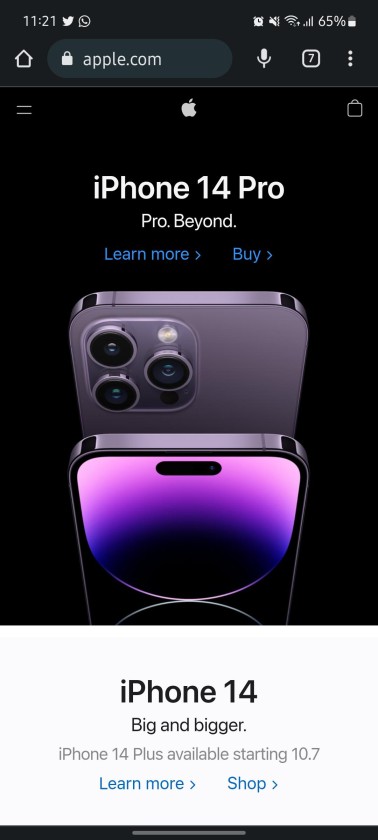 11:21 65%
apple.com 7
iPhone 14 Pro
Pro. Beyond.
Learn more > Buy >
iPhone 14
Big and bigger.
iPhone 14 Plus available starting 10.7
Learn more > Shop >